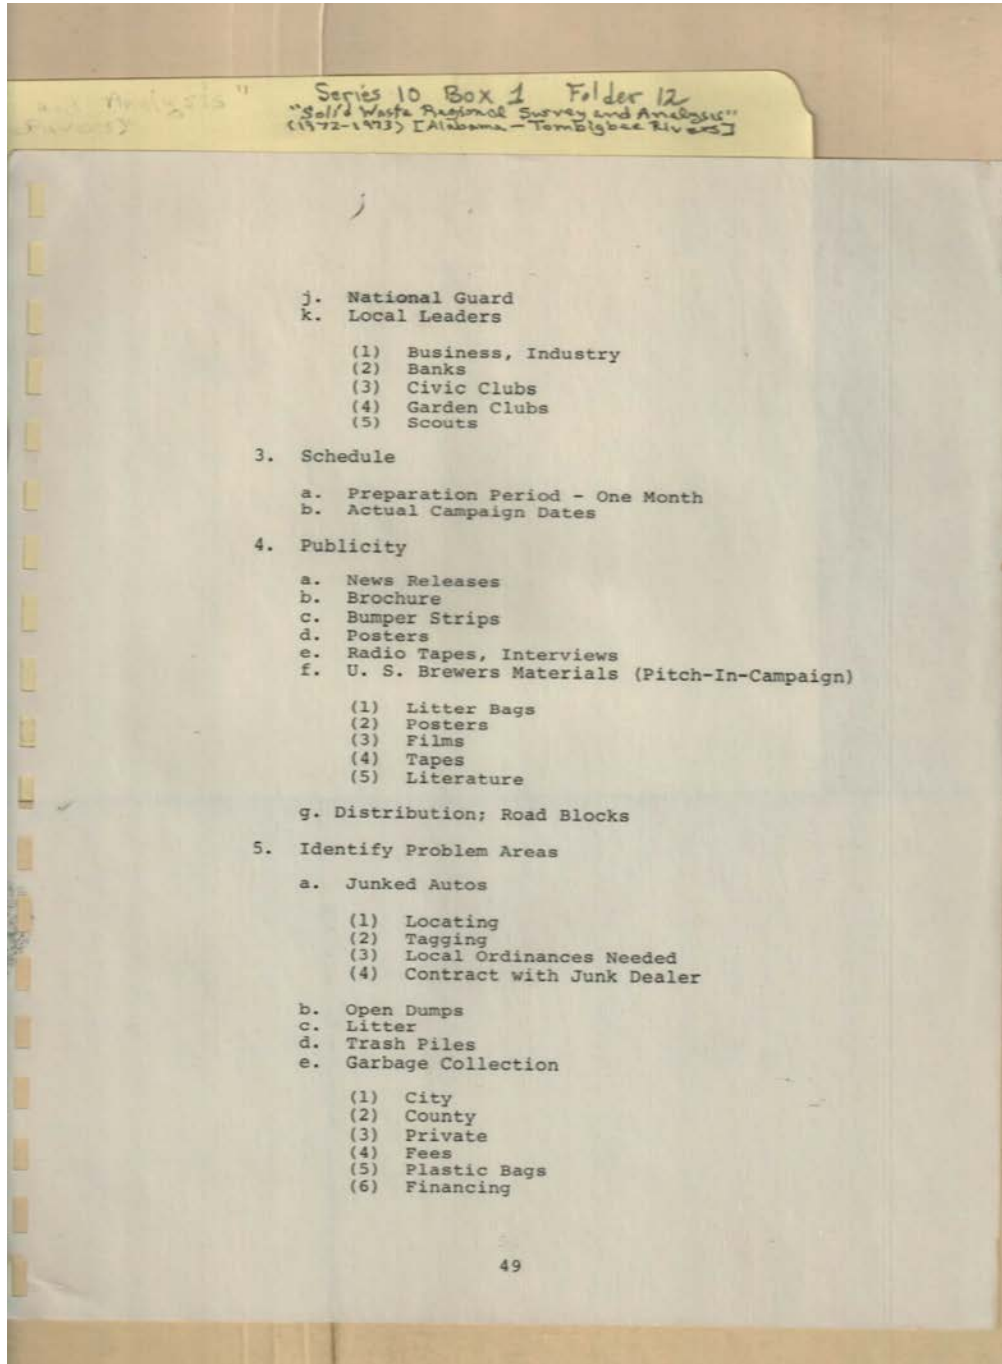 and Analysis"
Series 10 Box 1 Folder 12
"Solid Waste Regional Survey and Analysis"
(1972-1973) [Alabama - Tombigbee Rivers]
j. National Guard
k. Local Leaders
(1) Business, Industry
(2) Banks
(3) Civic Clubs
(4) Garden Clubs
(5) Scouts
3. Schedule
a. Preparation Period - One Month
b. Actual Campaign Dates
4. Publicity
a. News Releases
b. Brochure
c. Bumper Strips
d. Posters
e. Radio Tapes, Interviews
f. U. S. Brewers Materials (Pitch-In-Campaign)
(1) Litter Bags
(2) Posters
(3) Films
(4) Tapes
(5) Literature
g. Distribution; Road Blocks
5. Identify Problem Areas
a. Junked Autos
(1) Locating
(2) Tagging
(3) Local Ordinances Needed
(4) Contract with Junk Dealer
b. Open Dumps
c. Litter
d. Trash Piles
e. Garbage Collection
(1) City
(2) County
(3) Private
(4) Fees
(5) Plastic Bags
(6) Financing
49